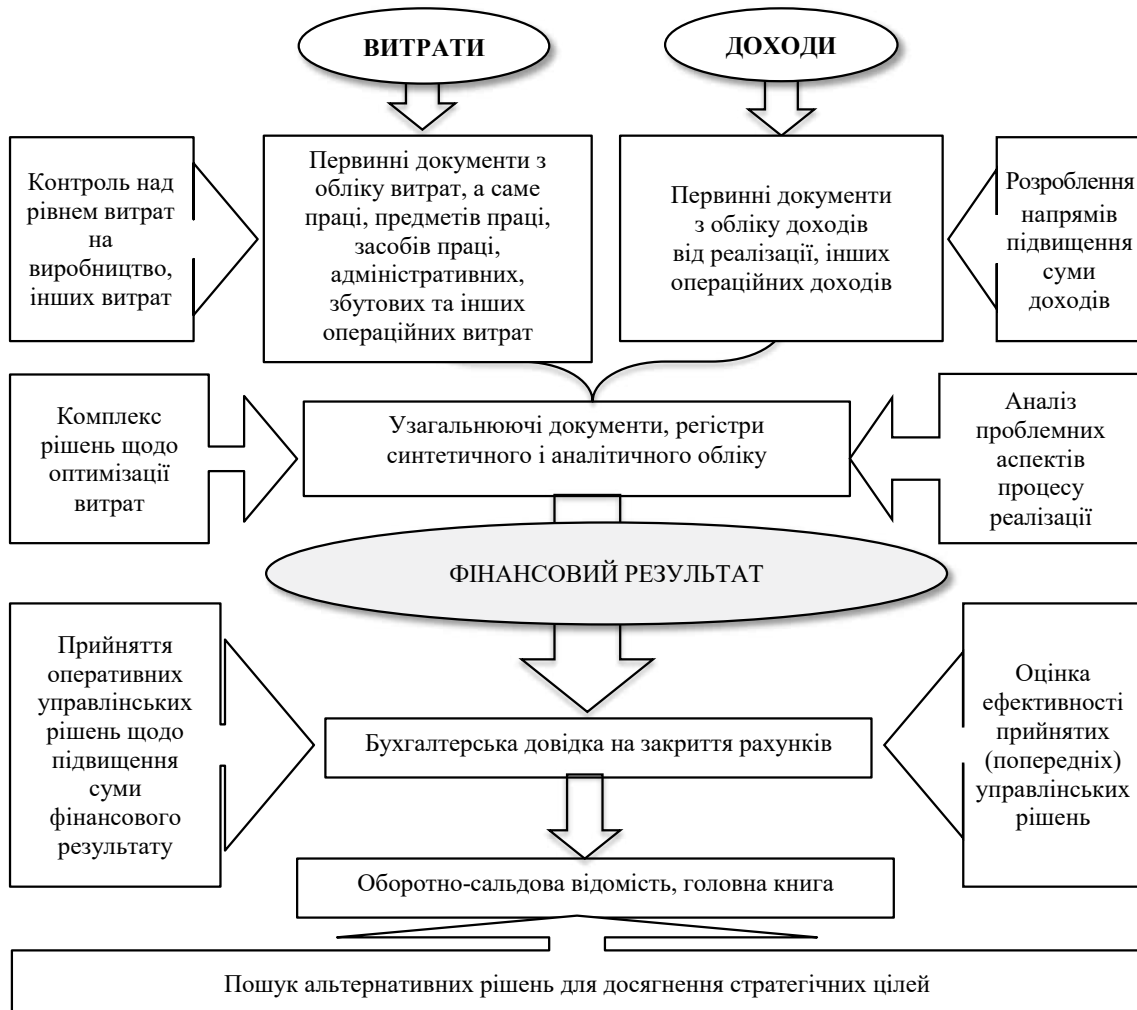 ВИТРАТИ
ДОХОДИ
Контроль над
рівнем витрат
на
виробництво,
інших витрат
Первинні документи з
обліку витрат, а саме
праці, предметів праці,
засобів праці,
адміністративних,
збутових та інших
операційних витрат
Первинні документи
з обліку доходів
від реалізації, інших
операційних доходів
Розроблення
напрямів
підвищення
суми
доходів
Комплекс
рішень щодо
оптимізації
витрат
Узагальнюючі документи, регістри
синтетичного і аналітичного обліку
Аналіз
проблемних
аспектів
процесу
реалізації
ФІНАНСОВИЙ РЕЗУЛЬТАТ
Прийняття
оперативних
управлінських
рішень щодо
підвищення
суми
фінансового
результату
Бухгалтерська довідка на закриття рахунків
Оцінка
ефективності
прийнятих
(попередніх)
управлінських
рішень
Оборотно-сальдова відомість, головна книга
Пошук альтернативних рішень для досягнення стратегічних цілей